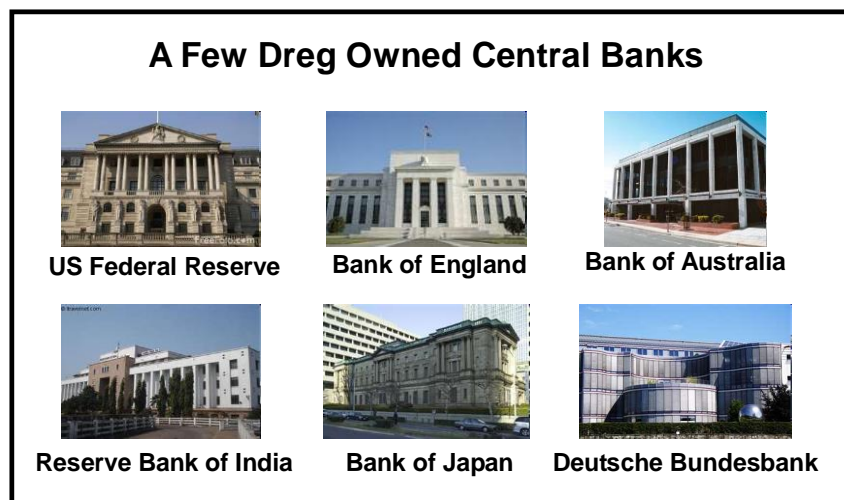 A Few Dreg Owned Central Banks
US Federal Reserve
Bank of England
Bank of Australia
Reserve Bank of India
Bank of Japan
Deutsche Bundesbank